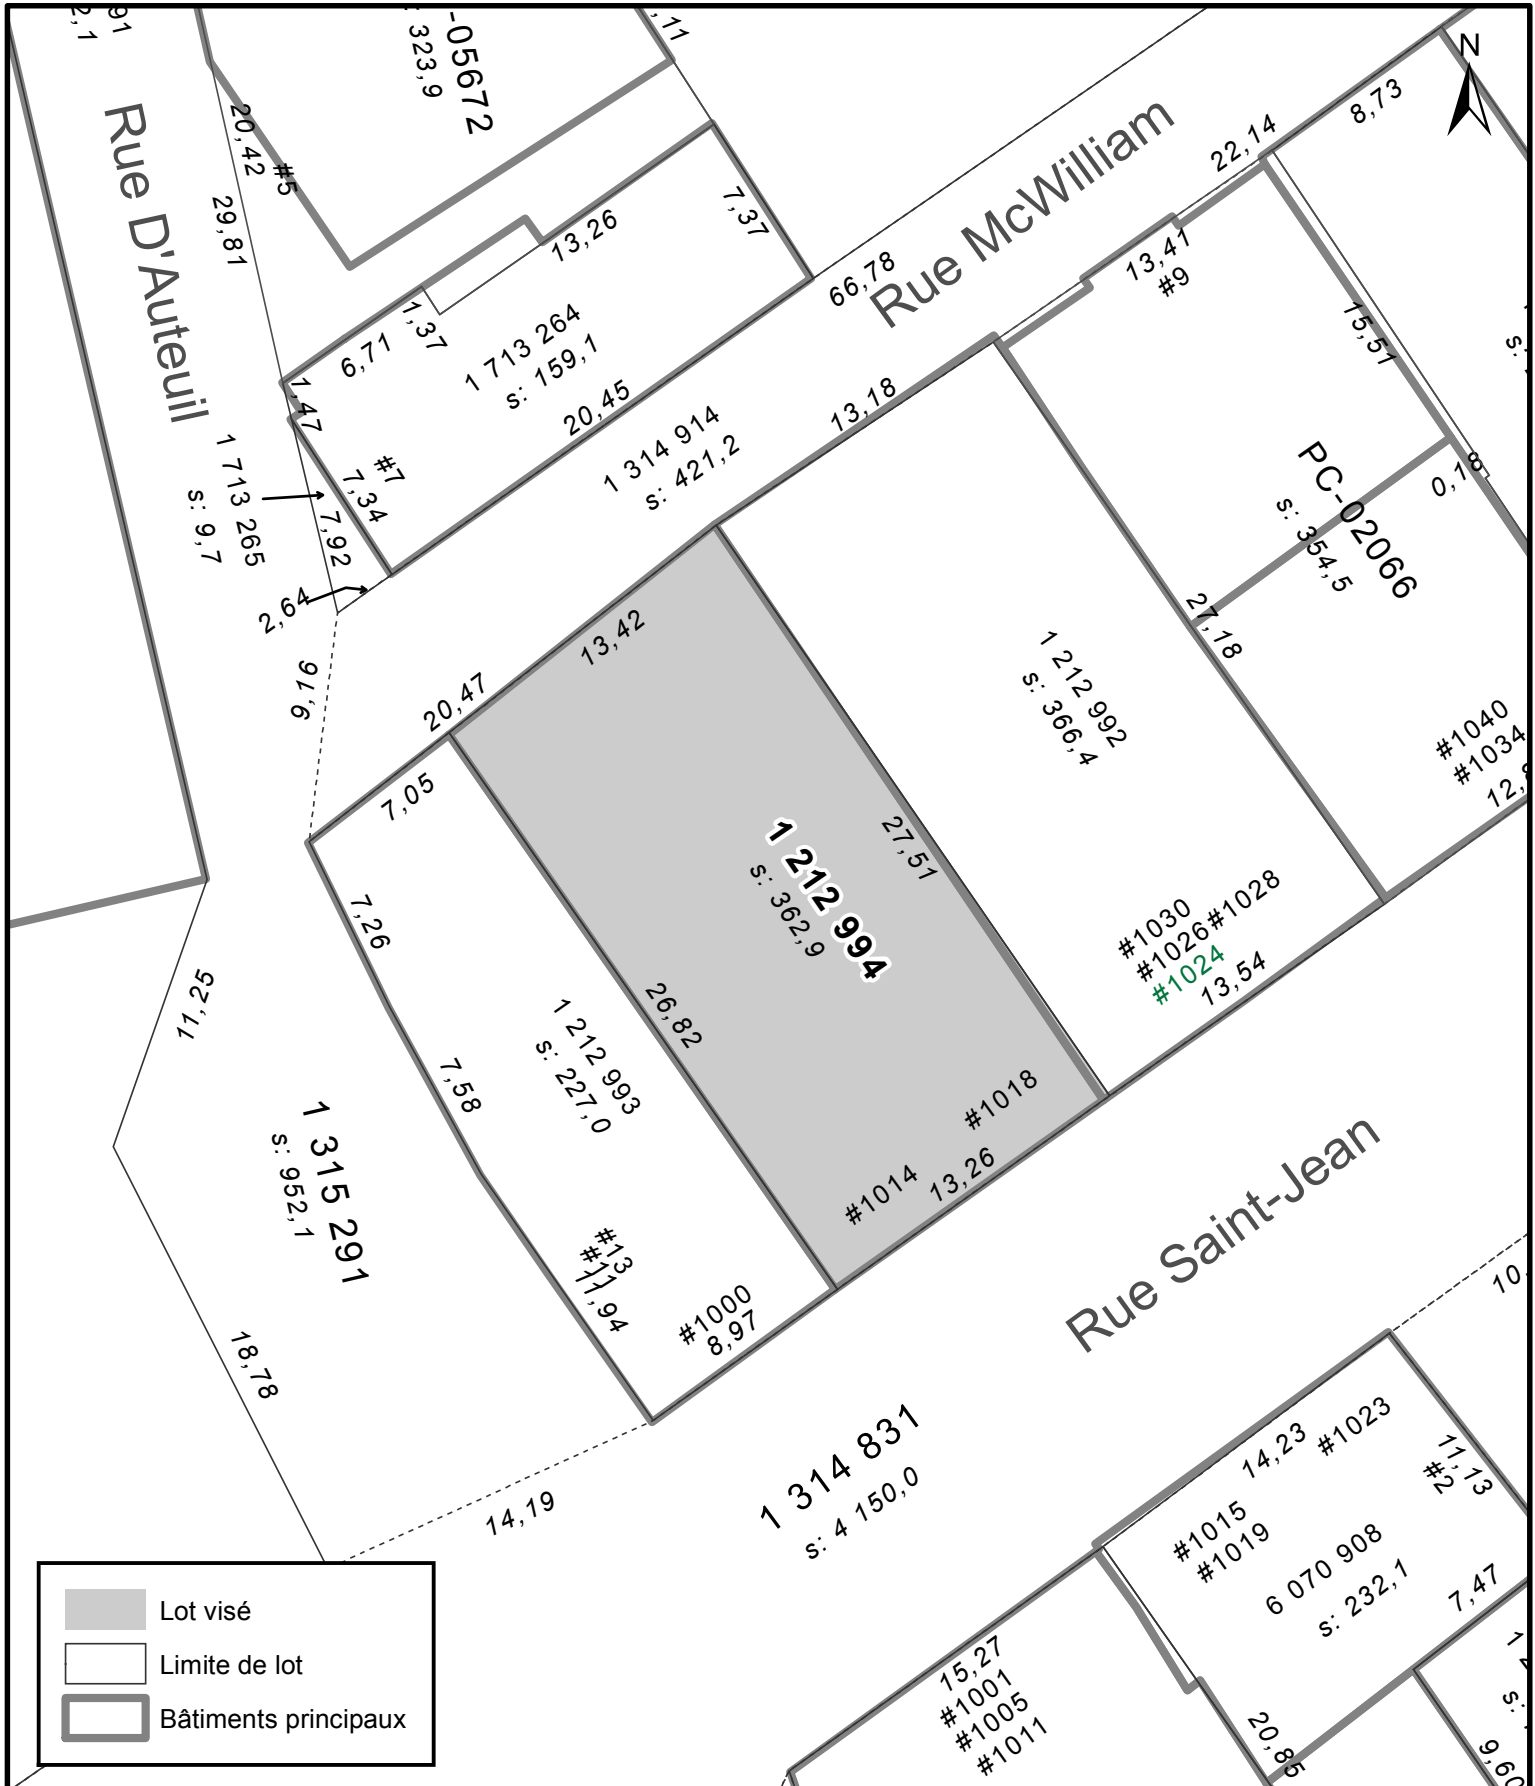 -05672
323,9
N
8,73
22,14
Rue McWilliam
Rue D'Auteuil
20,42
#5
29,81
7,37
13,26
66,78
13,41
#9
15,51
1,37
6,71
1 713 264
s: 159,1
1,47
20,45
13,18
1 314 914
s: 421,2
#7
7,34
1 713 265
s: 9,7
7,92
2,64
PC-02066
s: 354,5
0,18
27,18
9,16
20,47
13,42
1 212 992
s: 366,4
#1040
#1034
7,05
1 212 994
s: 362,9
27,51
7,26
#1030
#1026 #1028
#1024
13,54
11,25
26,82
1 212 993
s: 227,0
7,58
#1018
#1014
13,26
1 315 291
s: 952,1
#13
#11
11,94
#1000
8,97
Rue Saint-Jean
18,78
14,19
1 314 831
s: 4 150,0
14,23
#1023
11,13
#2
#1015
#1019
6 070 908
s: 232,1
7,47
15,27
#1001
#1005
#1011
20,85
9,60
Lot visé
Limite de lot
Bâtiments principaux